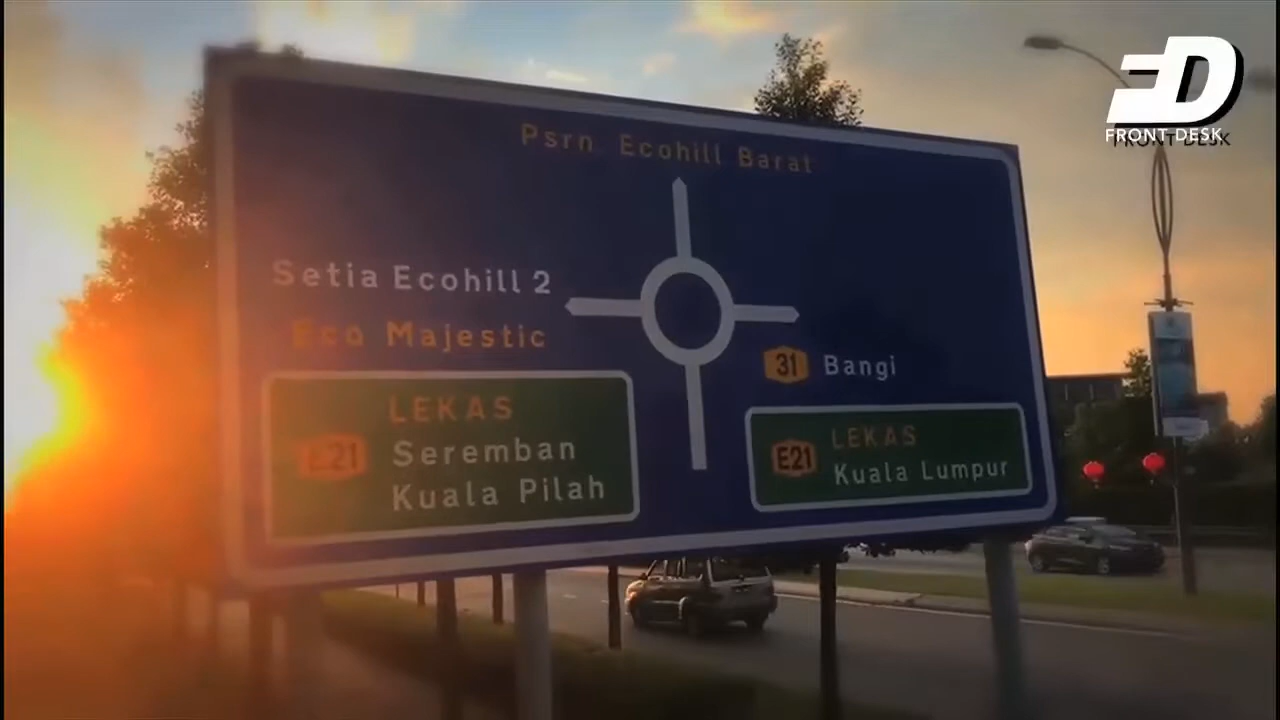 FD
FRONT DESK
Psrn Ecohill Barat
Setia Ecohill 2
Eco Majestic
31 Bangi
LEKAS
E21
Seremban
Kuala Pilah
LEKAS
E21
Kuala Lumpur